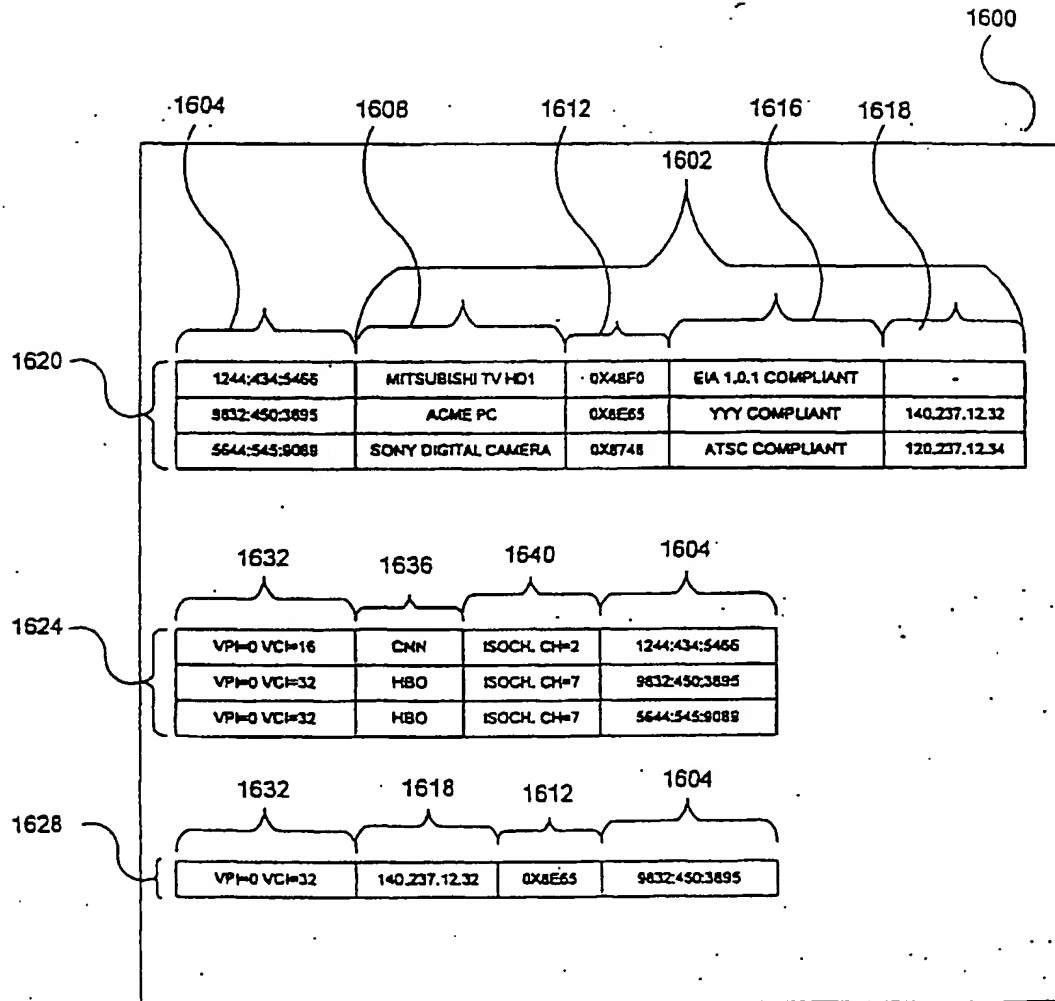 1600
1604 1608 1612 1616 1618
1602
1620
1244:434:5466 MITSUBISHI TV HD1 0X48F0 EIA 1.0.1 COMPLIANT -
9832:450:3895 ACME PC 0X8E65 YYY COMPLIANT 140.237.12.32
5644:545:9089 SONY DIGITAL CAMERA 0X8748 ATSC COMPLIANT 120.237.12.34
1632 1636 1640 1604
1624
VPI=0 VCI=16 CNN ISOCH. CH=2 1244:434:5466
VPI=0 VCI=32 HBO ISOCH. CH=7 9832:450:3895
VPI=0 VCI=32 HBO ISOCH. CH=7 5644:545:9089
1632 1618 1612 1604
1628
VPI=0 VCI=32 140.237.12.32 0X8E65 9832:450:3895